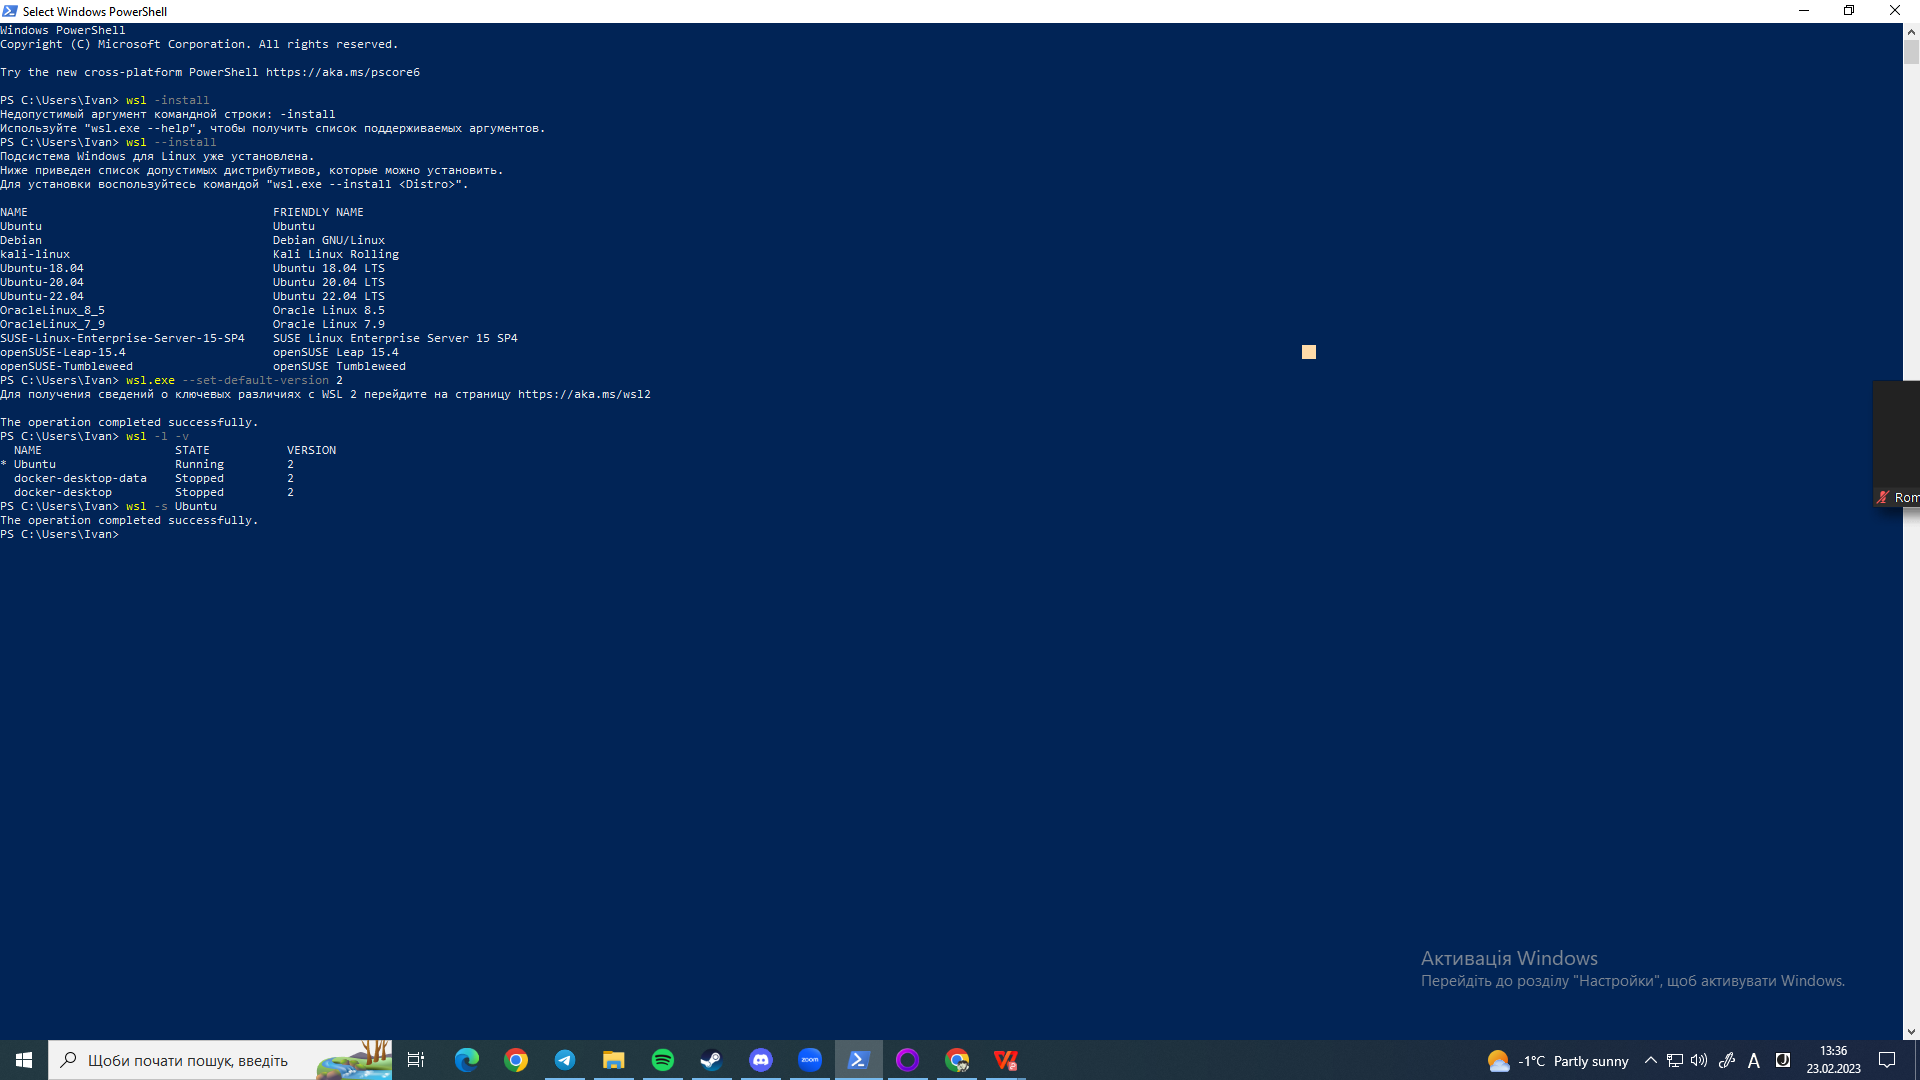 Select Windows PowerShell
Windows PowerShell
Copyright (C) Microsoft Corporation. All rights reserved.
Try the new cross-platform PowerShell https://aka.ms/pscore6
PS C:\Users\Ivan> wsl -install
Недопустимый аргумент командной строки: -install
Используйте "wsl.exe --help", чтобы получить список поддерживаемых аргументов.
PS C:\Users\Ivan> wsl --install
Подсистема Windows для Linux уже установлена.
Ниже приведен список допустимых дистрибутивов, которые можно установить.
Для установки воспользуйтесь командой "wsl.exe --install <Distro>".
NAME FRIENDLY NAME
Ubuntu Ubuntu
Debian Debian GNU/Linux
kali-linux Kali Linux Rolling
Ubuntu-18.04 Ubuntu 18.04 LTS
Ubuntu-20.04 Ubuntu 20.04 LTS
Ubuntu-22.04 Ubuntu 22.04 LTS
OracleLinux_8_5 Oracle Linux 8.5
OracleLinux_7_9 Oracle Linux 7.9
SUSE-Linux-Enterprise-Server-15-SP4 SUSE Linux Enterprise Server 15 SP4
openSUSE-Leap-15.4 openSUSE Leap 15.4
openSUSE-Tumbleweed openSUSE Tumbleweed
PS C:\Users\Ivan> wsl.exe --set-default-version 2
Для получения сведений о ключевых различиях с WSL 2 перейдите на страницу https://aka.ms/wsl2
The operation completed successfully.
PS C:\Users\Ivan> wsl -l -v
NAME STATE VERSION
* Ubuntu Running 2
docker-desktop-data Stopped 2
docker-desktop Stopped 2
PS C:\Users\Ivan> wsl -s Ubuntu
The operation completed successfully.
PS C:\Users\Ivan>
Rom
Активація Windows
Перейдіть до розділу "Настройки", щоб активувати Windows.
Щоби почати пошук, введіть
zoom
-1°C Partly sunny
A
13:36
23.02.2023